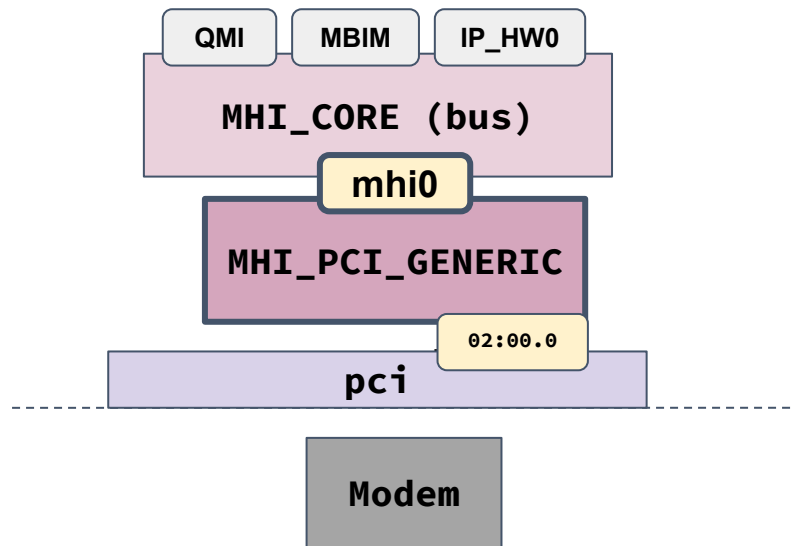 QMI
MBIM
IP_HW0
MHI_CORE (bus)
mhi0
MHI_PCI_GENERIC
02:00.0
pci
Modem